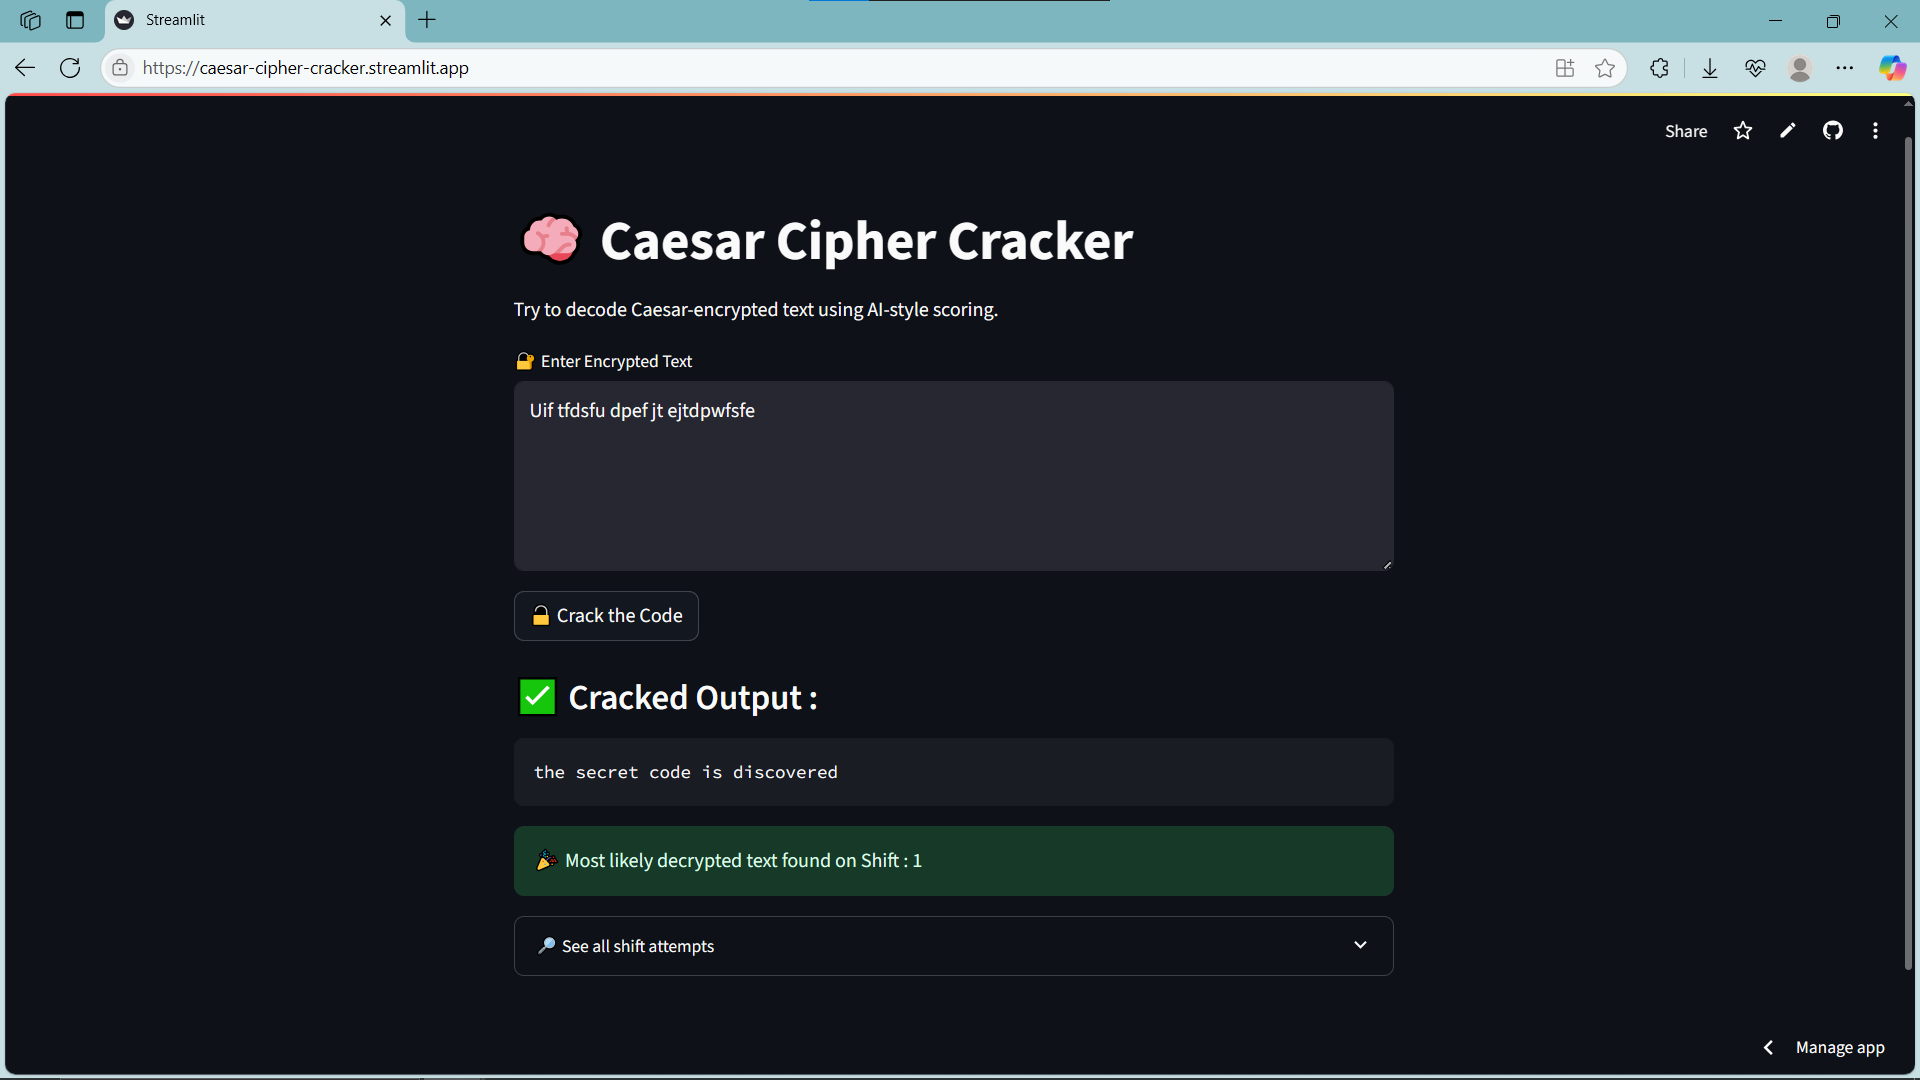 Streamlit
https://caesar-cipher-cracker.streamlit.app
Share
Caesar Cipher Cracker
Try to decode Caesar-encrypted text using AI-style scoring.
Enter Encrypted Text
Uif tfdsfu dpef jt ejtdpwfsfe
Crack the Code
Cracked Output :
the secret code is discovered
Most likely decrypted text found on Shift : 1
See all shift attempts
Manage app